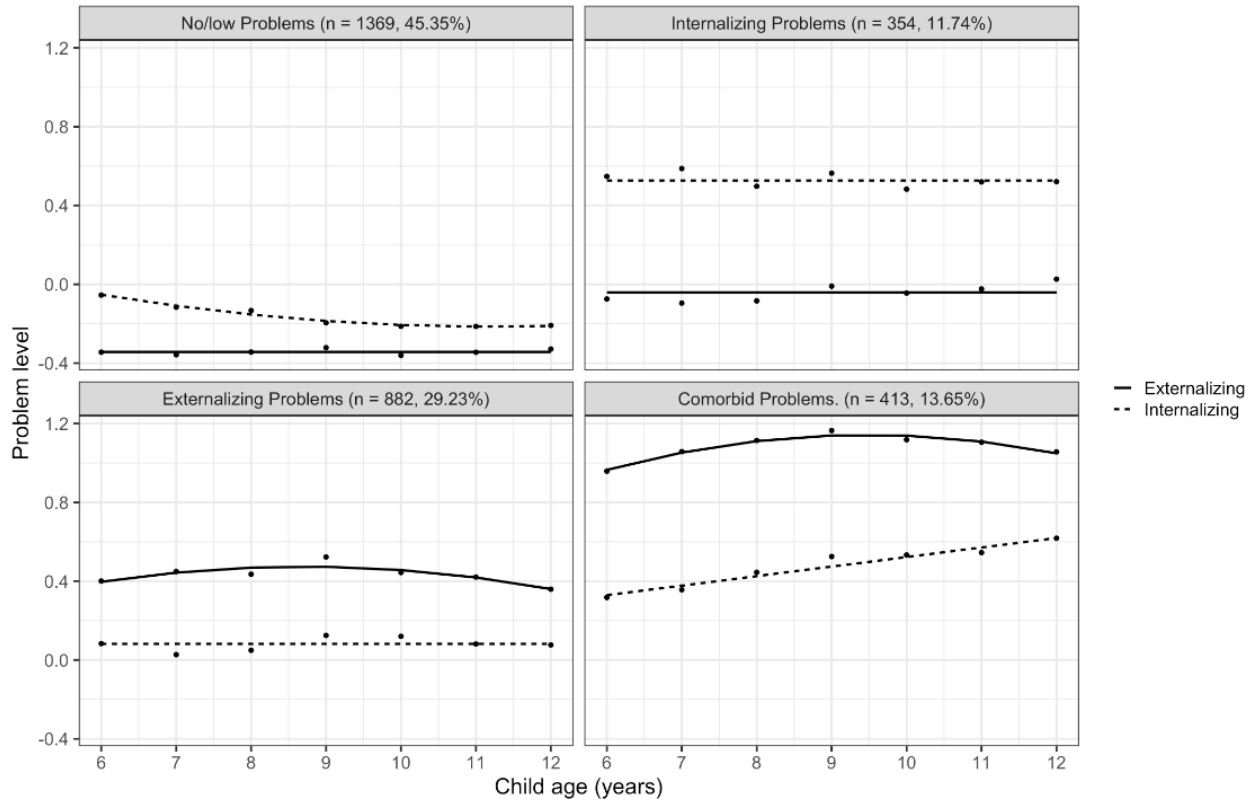 No/low Problems (n = 1369, 45.35%)
Internalizing Problems (n = 354, 11.74%)
1.2
0.8
0.4
0.0
-0.4
Externalizing Problems (n = 882, 29.23%)
Comorbid Problems. (n = 413, 13.65%)
1.2
0.8
0.4
0.0
-0.4
6 7 8 9 10 11 12
6 7 8 9 10 11 12
Child age (years)
Problem level
Externalizing
Internalizing